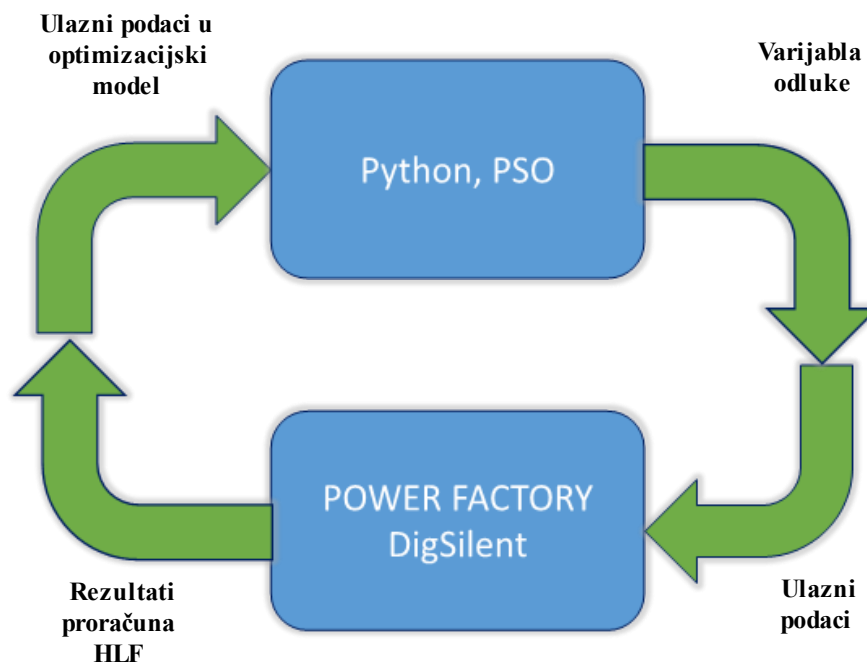 Ulazni podaci u
optimizacijski
model
Varijabla
odluke
Python, PSO
POWER FACTORY
DigSilent
Rezultati
proračuna
HLF
Ulazni
podaci